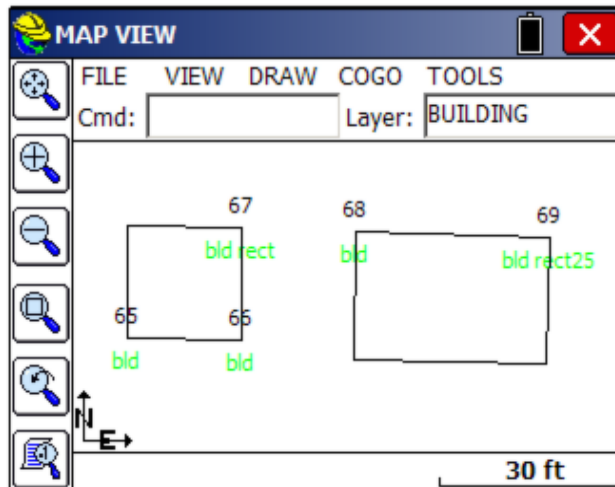 MAP VIEW
FILE VIEW DRAW COGO TOOLS
Cmd: Layer: BUILDING
67 68 69
bld rect bld bld rect25
65 66
bld bld
N
E
30 ft